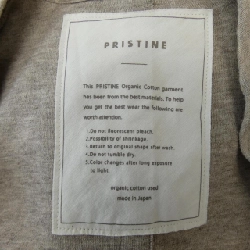 PRISTINE
This PRISTINE Organic Cotton garment
has been from the best materials. To help
you get the best wear the following are
worth attention.
1. Do not fluorescent bleach.
2. Possibility of shrinkage.
3. Return to original shape after wash.
4. Do not tumble dry.
5. Color changes after long exposure
to light.
organic cotton used
made in Japan